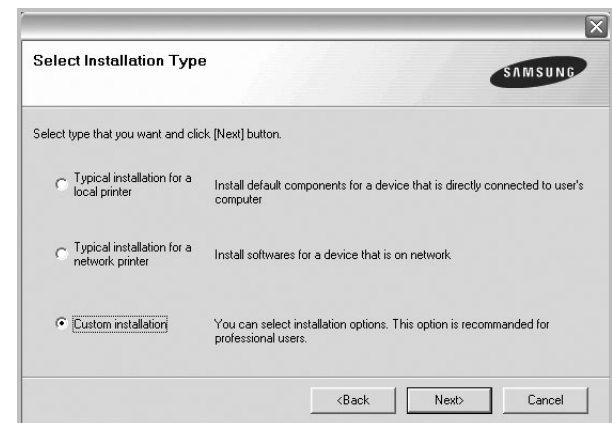 Select Installation Type
SAMSUNG
Select type that you want and click [Next] button.
Typical installation for a
local printer
Install default components for a device that is directly connected to user's
computer
Typical installation for a
network printer
Install softwares for a device that is on network
Custom installation
You can select installation options. This option is recommanded for
professional users.
<Back
Next>
Cancel